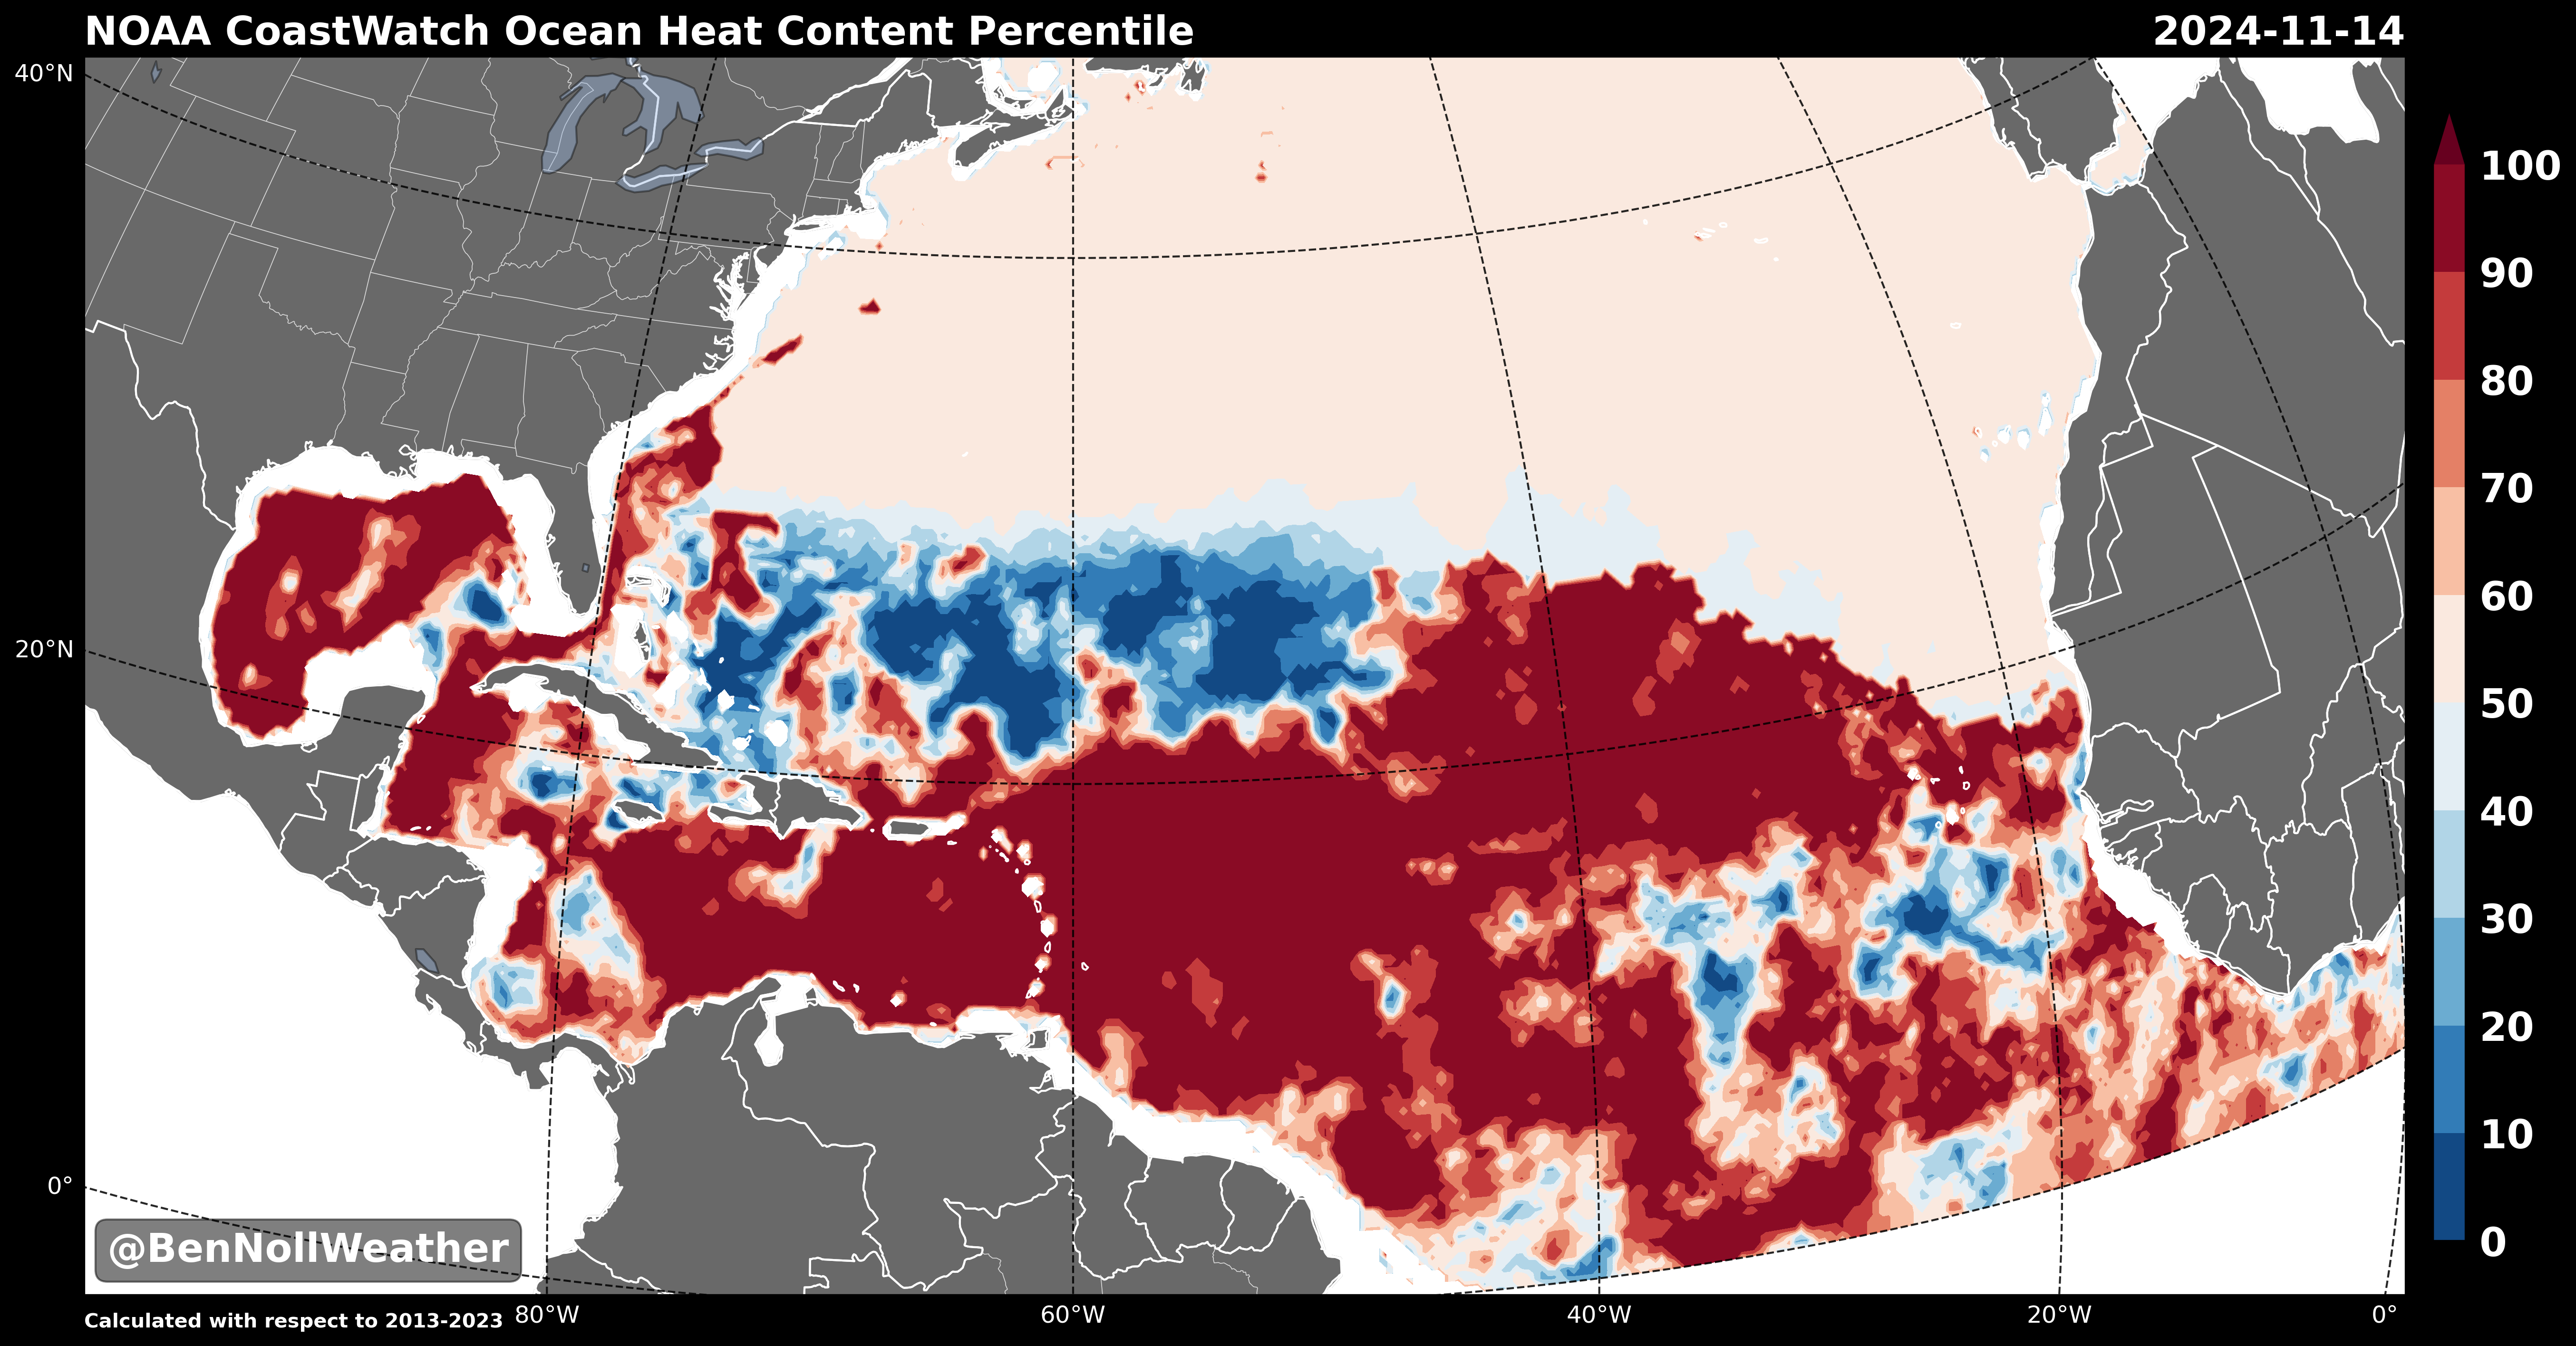 NOAA CoastWatch Ocean Heat Content Percentile
2024-11-14
40°N
20°N
0°
100
90
80
70
60
50
40
30
20
10
0
@BenNollWeather
Calculated with respect to 2013-2023
80°W
60°W
40°W
20°W
0°